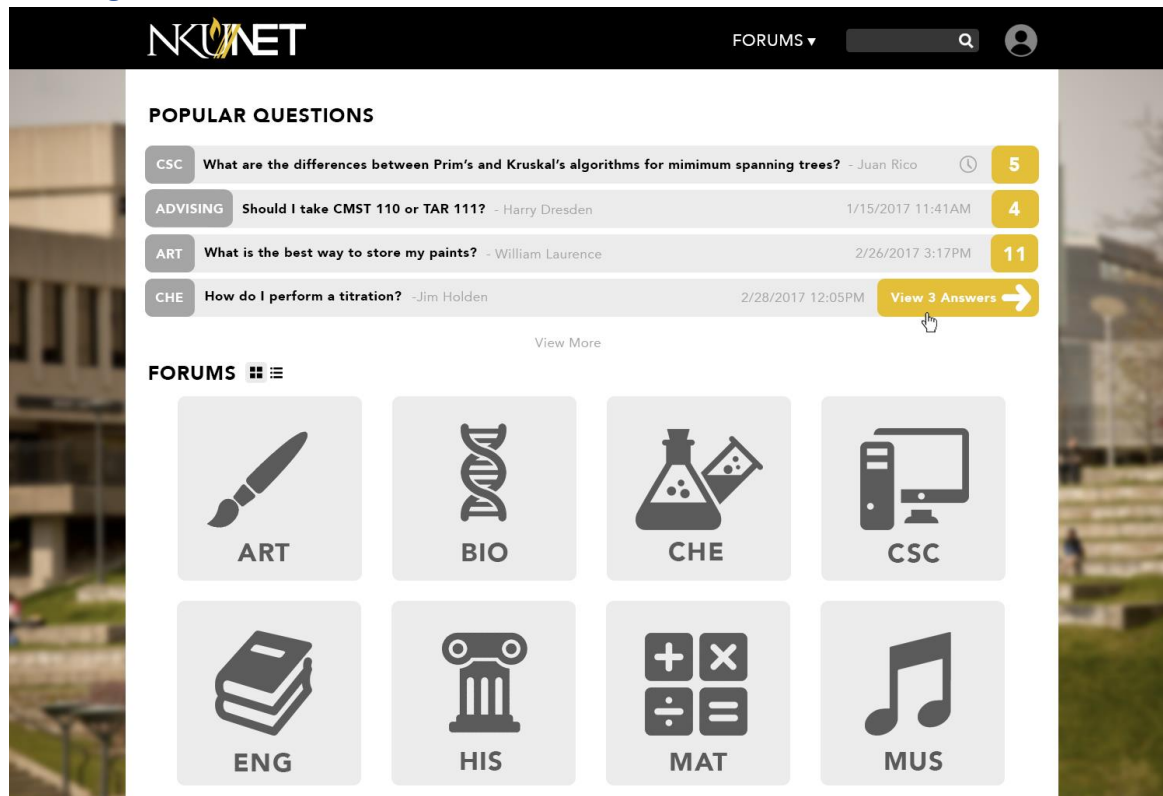 NKUNET FORUMS ▾
POPULAR QUESTIONS
CSC What are the differences between Prim's and Kruskal's algorithms for mimimum spanning trees? - Juan Rico 5
ADVISING Should I take CMST 110 or TAR 111? - Harry Dresden 1/15/2017 11:41AM 4
ART What is the best way to store my paints? - William Laurence 2/26/2017 3:17PM 11
CHE How do I perform a titration? -Jim Holden 2/28/2017 12:05PM View 3 Answers
View More
FORUMS
ART BIO CHE CSC
ENG HIS MAT MUS